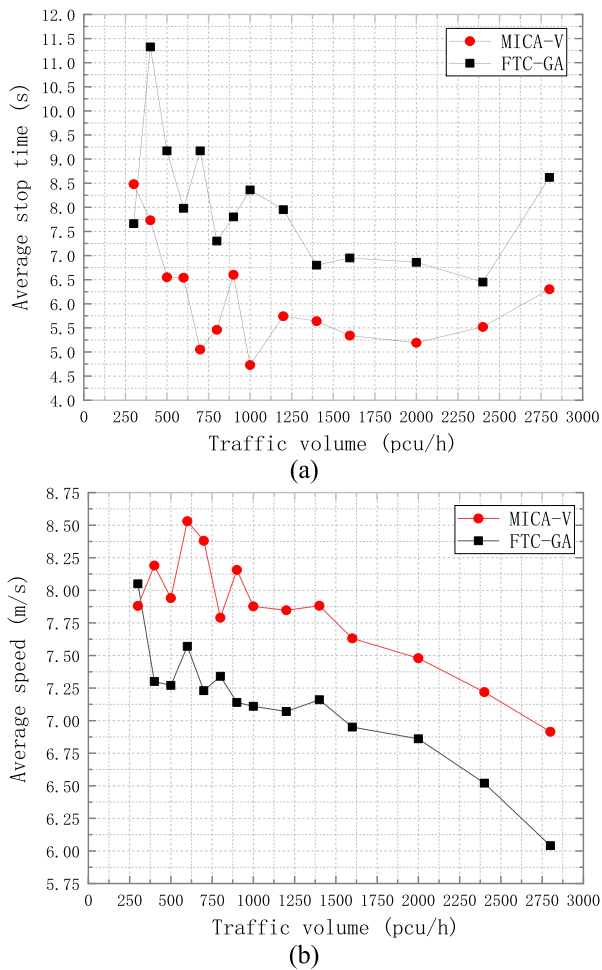 12.0
11.5
11.0
10.5
10.0
9.5
9.0
8.5
8.0
7.5
7.0
6.5
6.0
5.5
5.0
4.5
4.0
Average stop time (s)
MICA-V
FTC-GA
0 250 500 750 1000 1250 1500 1750 2000 2250 2500 2750 3000
Traffic volume (pcu/h)
(a)
8.75
8.50
8.25
8.00
7.75
7.50
7.25
7.00
6.75
6.50
6.25
6.00
5.75
Average speed (m/s)
MICA-V
FTC-GA
0 250 500 750 1000 1250 1500 1750 2000 2250 2500 2750 3000
Traffic volume (pcu/h)
(b)